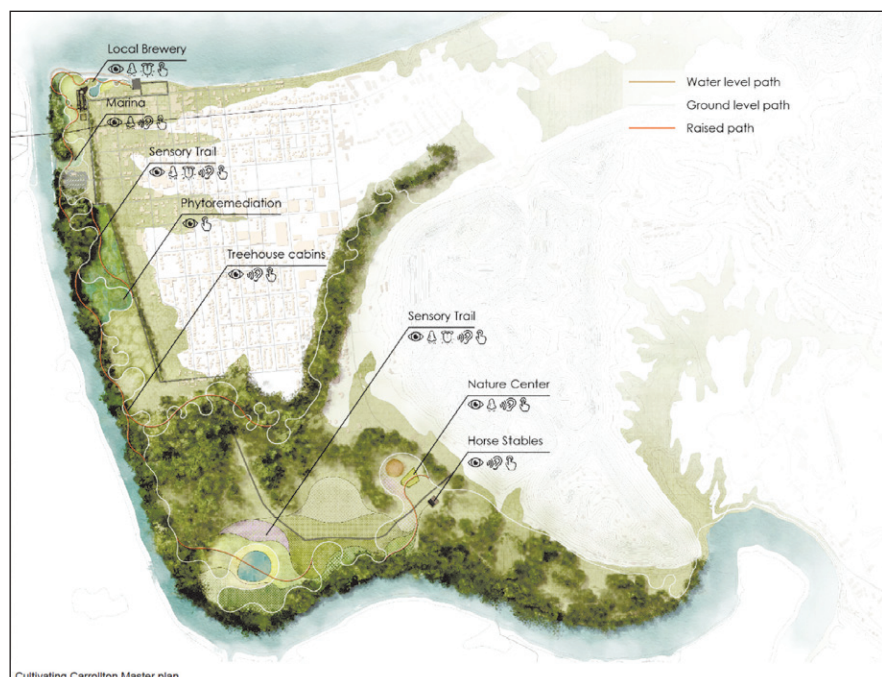 Local Brewery
Marina
Sensory Trail
Phytoremediation
Treehouse cabins
Sensory Trail
Nature Center
Horse Stables
Water level path
Ground level path
Raised path
Cultivating Carrollton Master plan